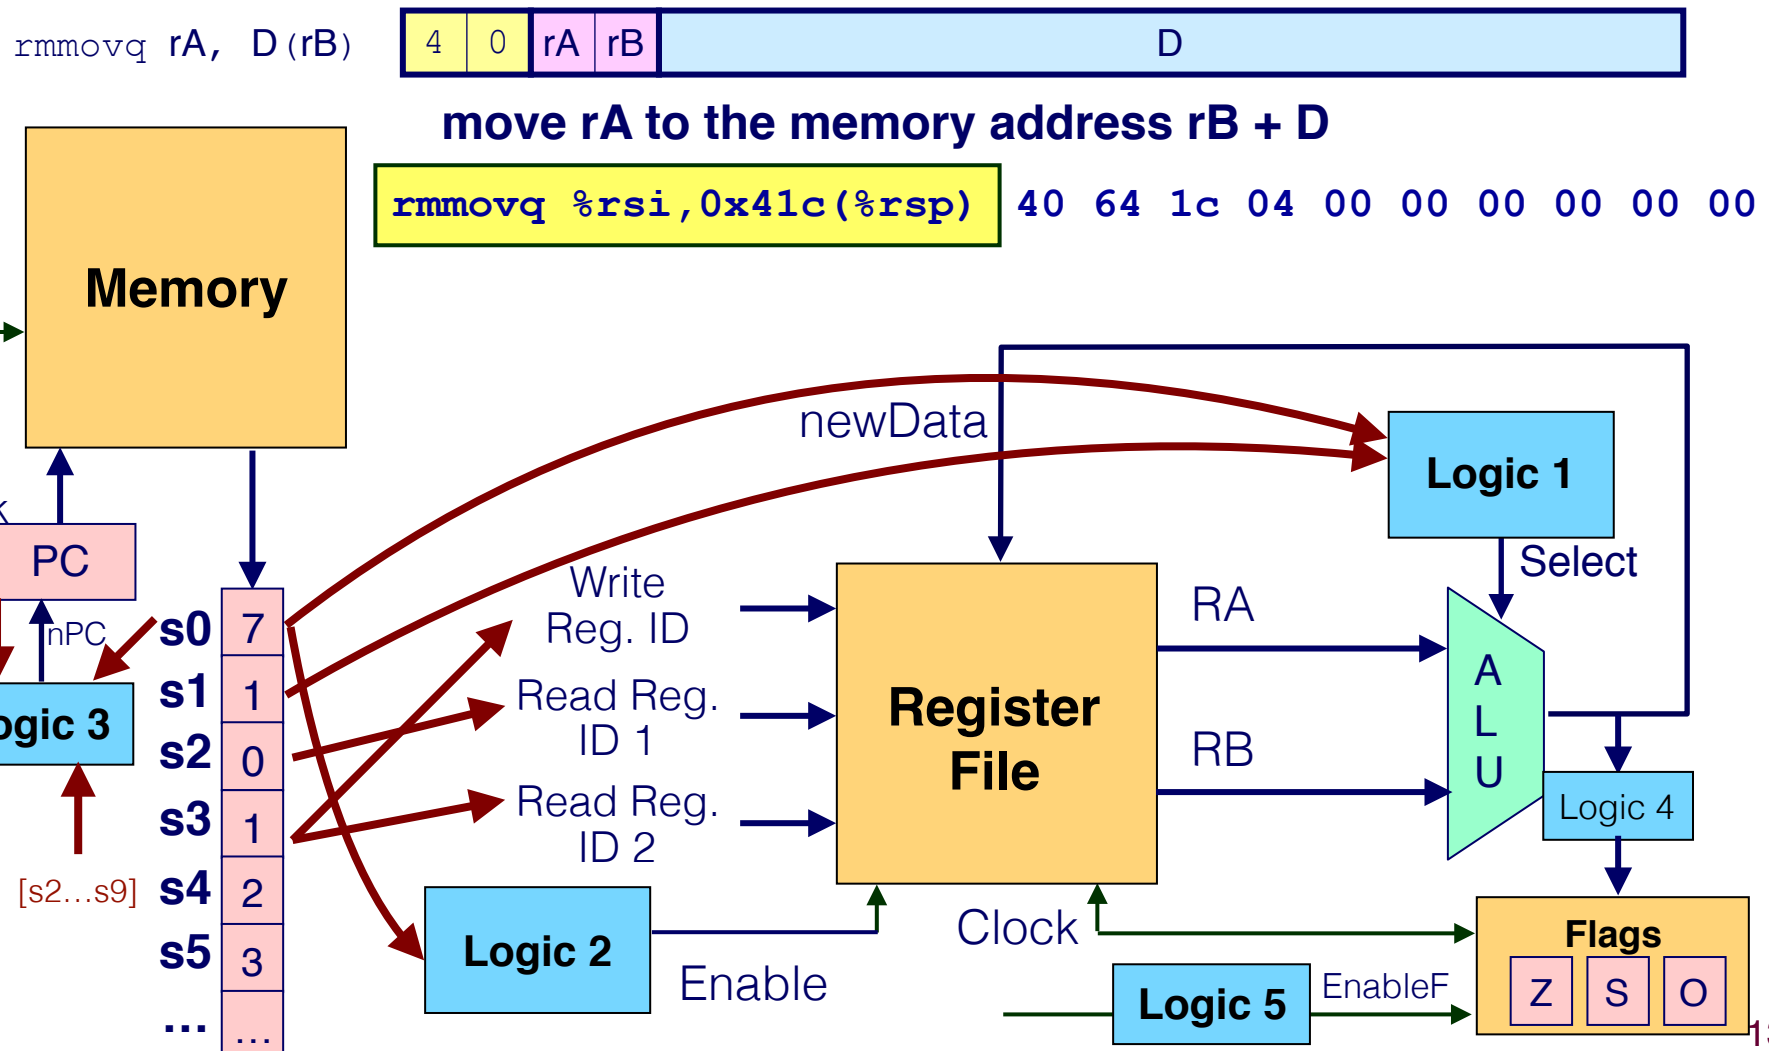 rmmovq rA, D(rB) 4 0 rA rB D
move rA to the memory address rB + D
rmmovq %rsi,0x41c(%rsp) 40 64 1c 04 00 00 00 00 00 00
Memory
newData
Logic 1
Select
PC
nPC
Write
Reg. ID
Read Reg.
ID 1
Read Reg.
ID 2
s0 7
s1 1
s2 0
s3 1
s4 2
s5 3
... ...
ogic 3
[s2...s9]
Register
File
RA
RB
A
L
U
Logic 4
Logic 2
Enable
Clock
Logic 5
EnableF
Flags
Z S O